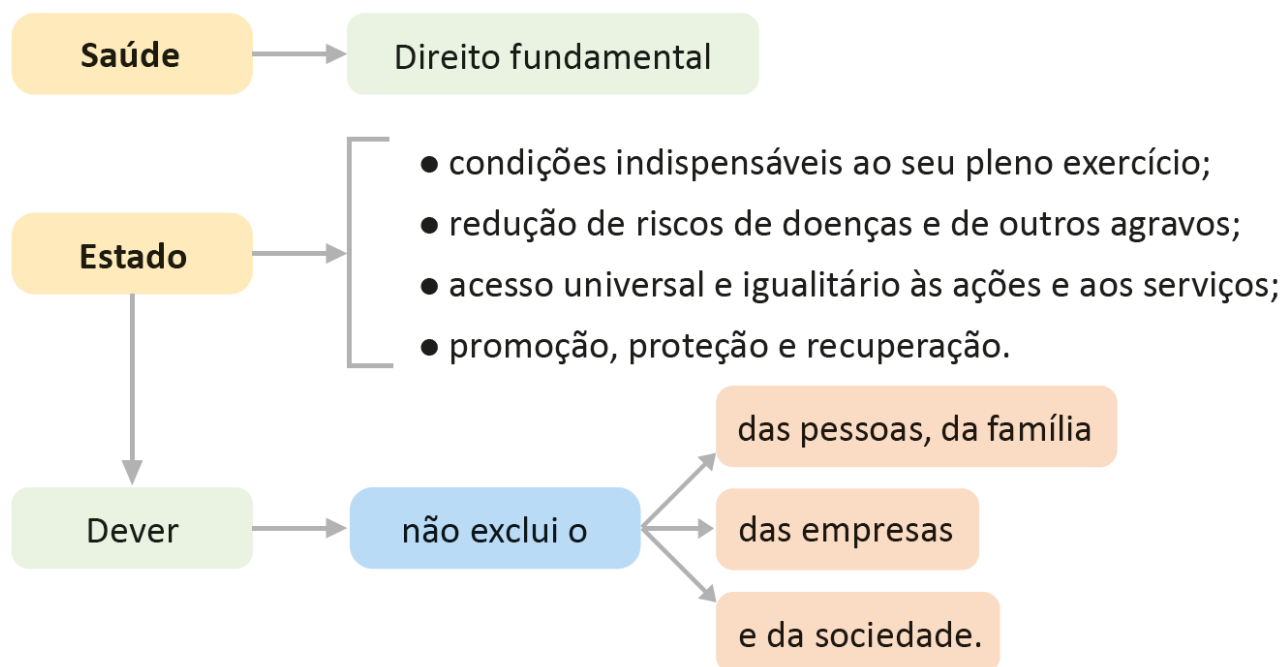 Saúde
Direito fundamental
Estado
● condições indispensáveis ao seu pleno exercício;
● redução de riscos de doenças e de outros agravos;
● acesso universal e igualitário às ações e aos serviços;
● promoção, proteção e recuperação.
Dever
não exclui o
das pessoas, da família
das empresas
e da sociedade.